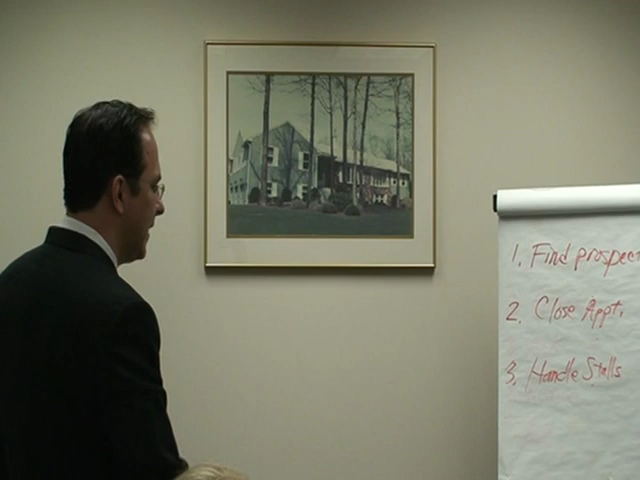 1. Find prospect
2. Close Appt.
3. Handle Stalls